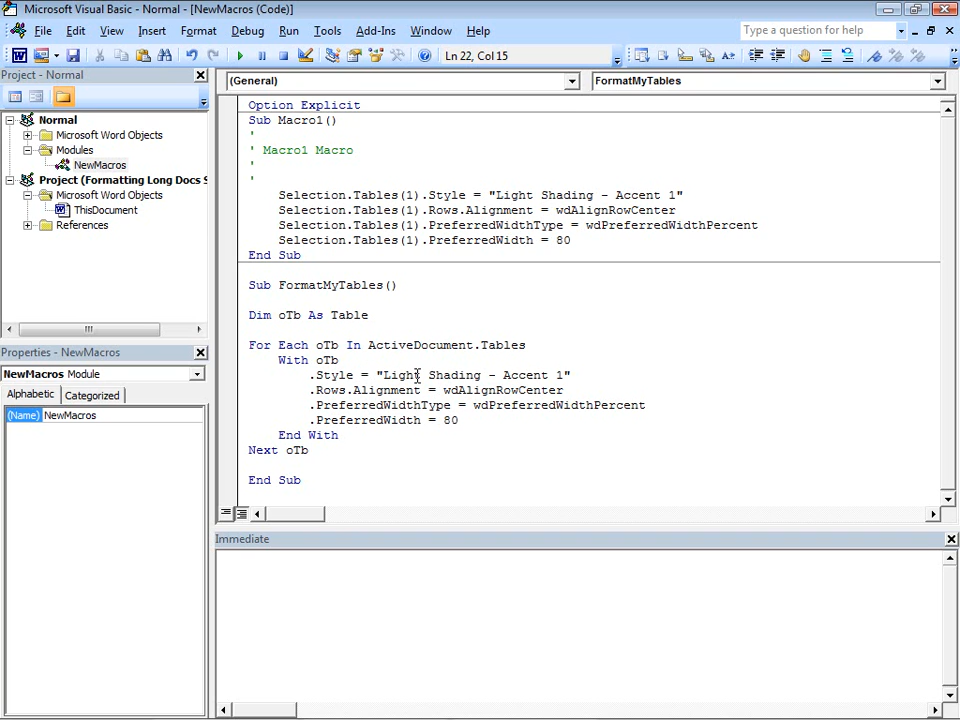 Microsoft Visual Basic - Normal - [NewMacros (Code)]
File Edit View Insert Format Debug Run Tools Add-Ins Window Help
Type a question for help
Ln 22, Col 15
Project - Normal
(General)
FormatMyTables
Normal
Microsoft Word Objects
Modules
NewMacros
Project (Formatting Long Docs S
Microsoft Word Objects
ThisDocument
References
Properties - NewMacros
NewMacros Module
Alphabetic Categorized
(Name) NewMacros
Option Explicit
Sub Macro1()
'
' Macro1 Macro
'
'
Selection.Tables(1).Style = "Light Shading - Accent 1"
Selection.Tables(1).Rows.Alignment = wdAlignRowCenter
Selection.Tables(1).PreferredWidthType = wdPreferredWidthPercent
Selection.Tables(1).PreferredWidth = 80
End Sub
Sub FormatMyTables()
Dim oTb As Table
For Each oTb In ActiveDocument.Tables
With oTb
.Style = "Light Shading - Accent 1"
.Rows.Alignment = wdAlignRowCenter
.PreferredWidthType = wdPreferredWidthPercent
.PreferredWidth = 80
End With
Next oTb
End Sub
Immediate